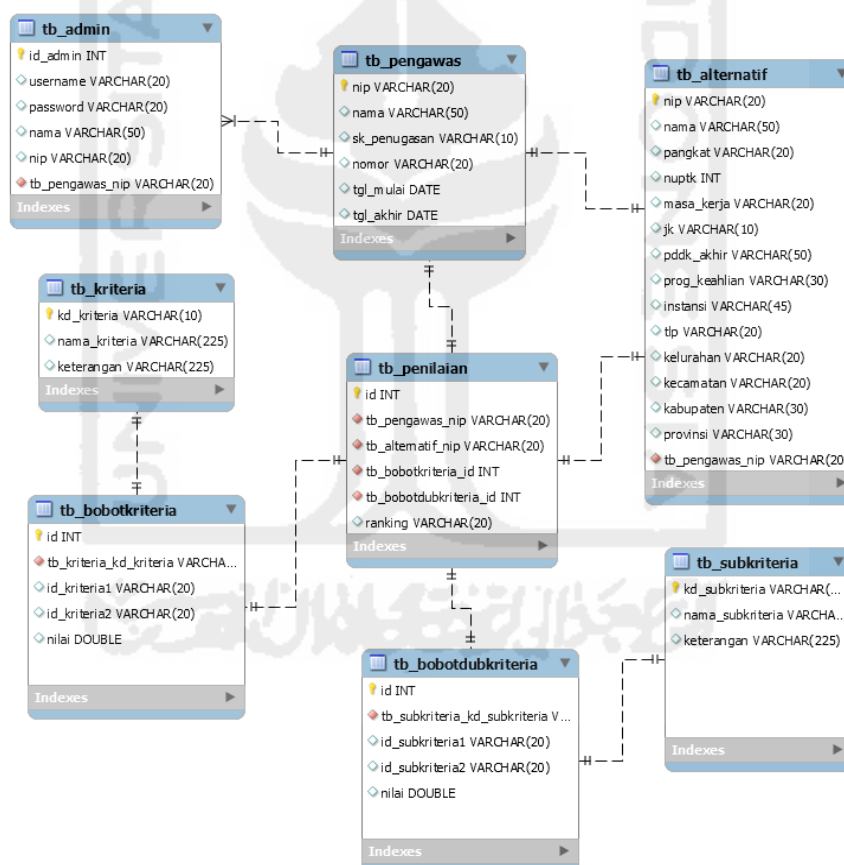 tb_admin
id_admin INT
username VARCHAR(20)
password VARCHAR(20)
nama VARCHAR(50)
nip VARCHAR(20)
tb_pengawas_nip VARCHAR(20)
Indexes
tb_pengawas
nip VARCHAR(20)
nama VARCHAR(50)
sk_penugasan VARCHAR(10)
nomor VARCHAR(20)
tgl_mulai DATE
tgl_akhir DATE
Indexes
tb_alternatif
nip VARCHAR(20)
nama VARCHAR(50)
pangkat VARCHAR(20)
nuptk INT
masa_kerja VARCHAR(20)
jk VARCHAR(10)
pddk_akhir VARCHAR(50)
prog_keahlian VARCHAR(30)
instansi VARCHAR(45)
tlp VARCHAR(20)
kelurahan VARCHAR(20)
kecamatan VARCHAR(20)
kabupaten VARCHAR(30)
provinsi VARCHAR(30)
tb_pengawas_nip VARCHAR(20
Indexes
tb_kriteria
kd_kriteria VARCHAR(10)
nama_kriteria VARCHAR(225)
keterangan VARCHAR(225)
Indexes
tb_penilaian
id INT
tb_pengawas_nip VARCHAR(20)
tb_alternatif_nip VARCHAR(20)
tb_bobotkriteria_id INT
tb_bobotdubkriteria_id INT
ranking VARCHAR(20)
Indexes
tb_bobotkriteria
id INT
tb_kriteria_kd_kriteria VARCHA...
id_kriteria1 VARCHAR(20)
id_kriteria2 VARCHAR(20)
nilai DOUBLE
Indexes
tb_subkriteria
kd_subkriteria VARCHAR(...
nama_subkriteria VARCHA...
keterangan VARCHAR(225)
Indexes
tb_bobotdubkriteria
id INT
tb_subkriteria_kd_subkriteria V...
id_subkriteria1 VARCHAR(20)
id_subkriteria2 VARCHAR(20)
nilai DOUBLE
Indexes